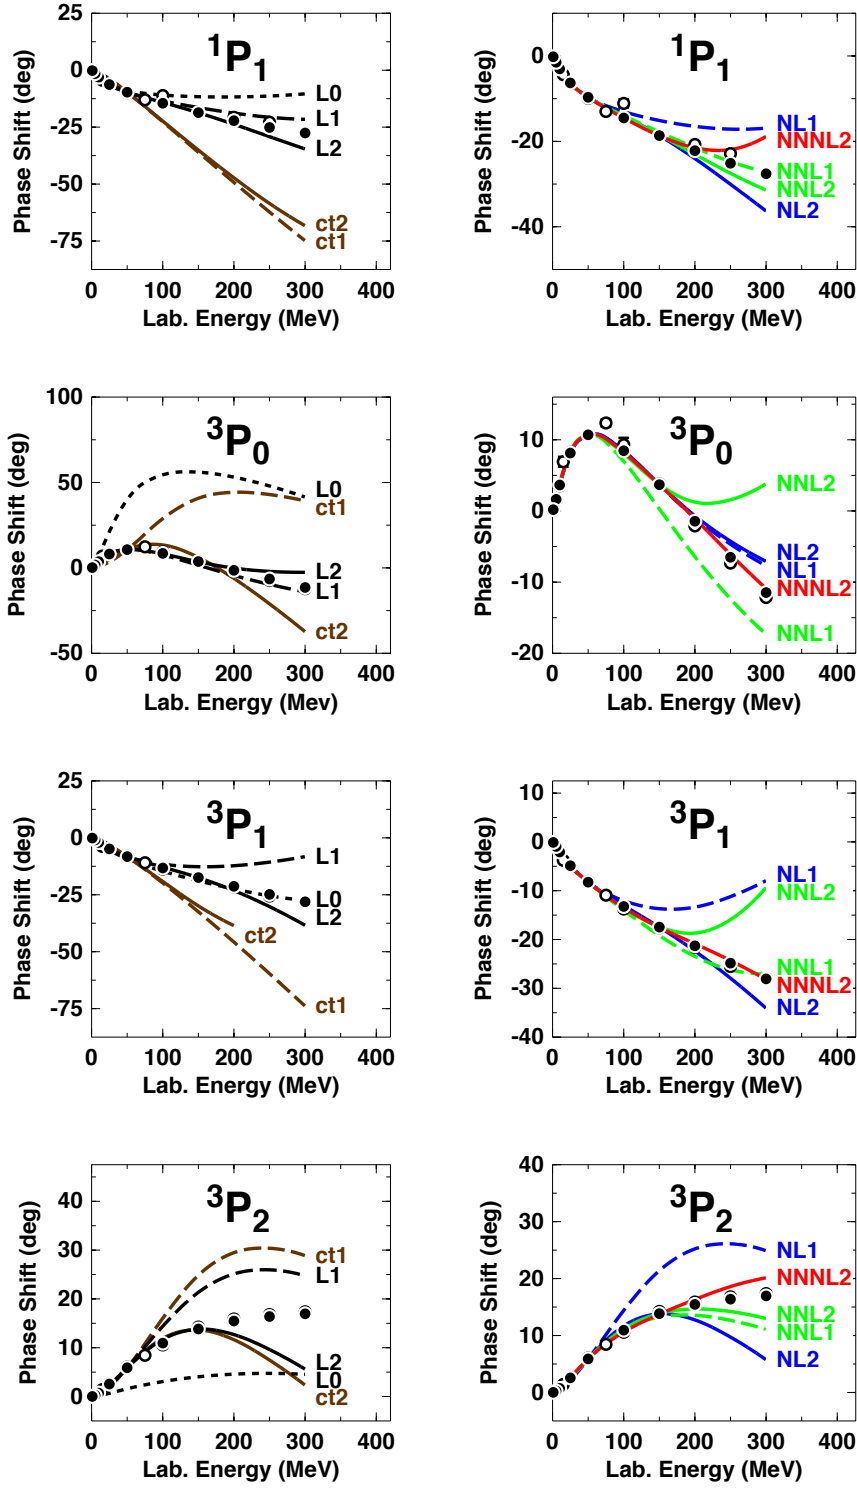 25
0
-25
-50
-75
Phase Shift (deg)
¹P₁
L0
L1
L2
ct2
ct1
0 100 200 300 400
Lab. Energy (MeV)
0
-20
-40
Phase Shift (deg)
¹P₁
NL1
NNNL2
NNL1
NNL2
NL2
0 100 200 300 400
Lab. Energy (MeV)
100
50
0
-50
Phase Shift (deg)
³P₀
L0
ct1
L2
L1
ct2
0 100 200 300 400
Lab. Energy (Mev)
10
0
-10
-20
Phase Shift (deg)
³P₀
NNL2
NL2
NL1
NNNL2
NNL1
0 100 200 300 400
Lab. Energy (Mev)
25
0
-25
-50
-75
Phase Shift (deg)
³P₁
L1
L0
L2
ct2
ct1
0 100 200 300 400
Lab. Energy (MeV)
10
0
-10
-20
-30
-40
Phase Shift (deg)
³P₁
NL1
NNL2
NNL1
NNNL2
NL2
0 100 200 300 400
Lab. Energy (MeV)
40
30
20
10
0
Phase Shift (deg)
³P₂
ct1
L1
L2
L0
ct2
0 100 200 300 400
Lab. Energy (MeV)
40
30
20
10
0
Phase Shift (deg)
³P₂
NL1
NNNL2
NNL2
NNL1
NL2
0 100 200 300 400
Lab. Energy (MeV)